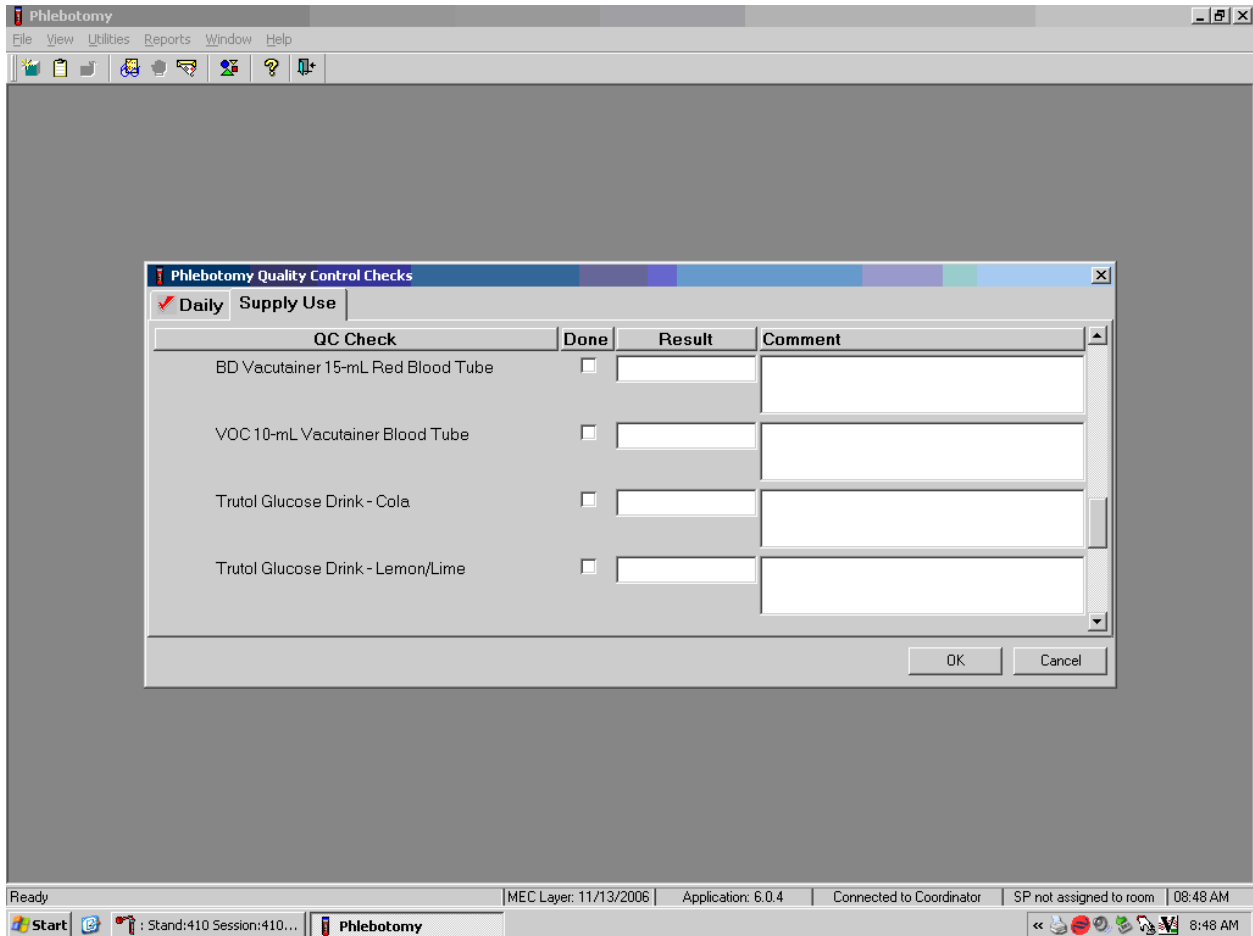 Phlebotomy
File View Utilities Reports Window Help
Phlebotomy Quality Control Checks
Daily Supply Use
QC Check Done Result Comment
BD Vacutainer 15-mL Red Blood Tube
VOC 10-mL Vacutainer Blood Tube
Trutol Glucose Drink - Cola
Trutol Glucose Drink - Lemon/Lime
OK Cancel
Ready MEC Layer: 11/13/2006 Application: 6.0.4 Connected to Coordinator SP not assigned to room 08:48 AM
Start : Stand:410 Session:410... Phlebotomy « 8:48 AM